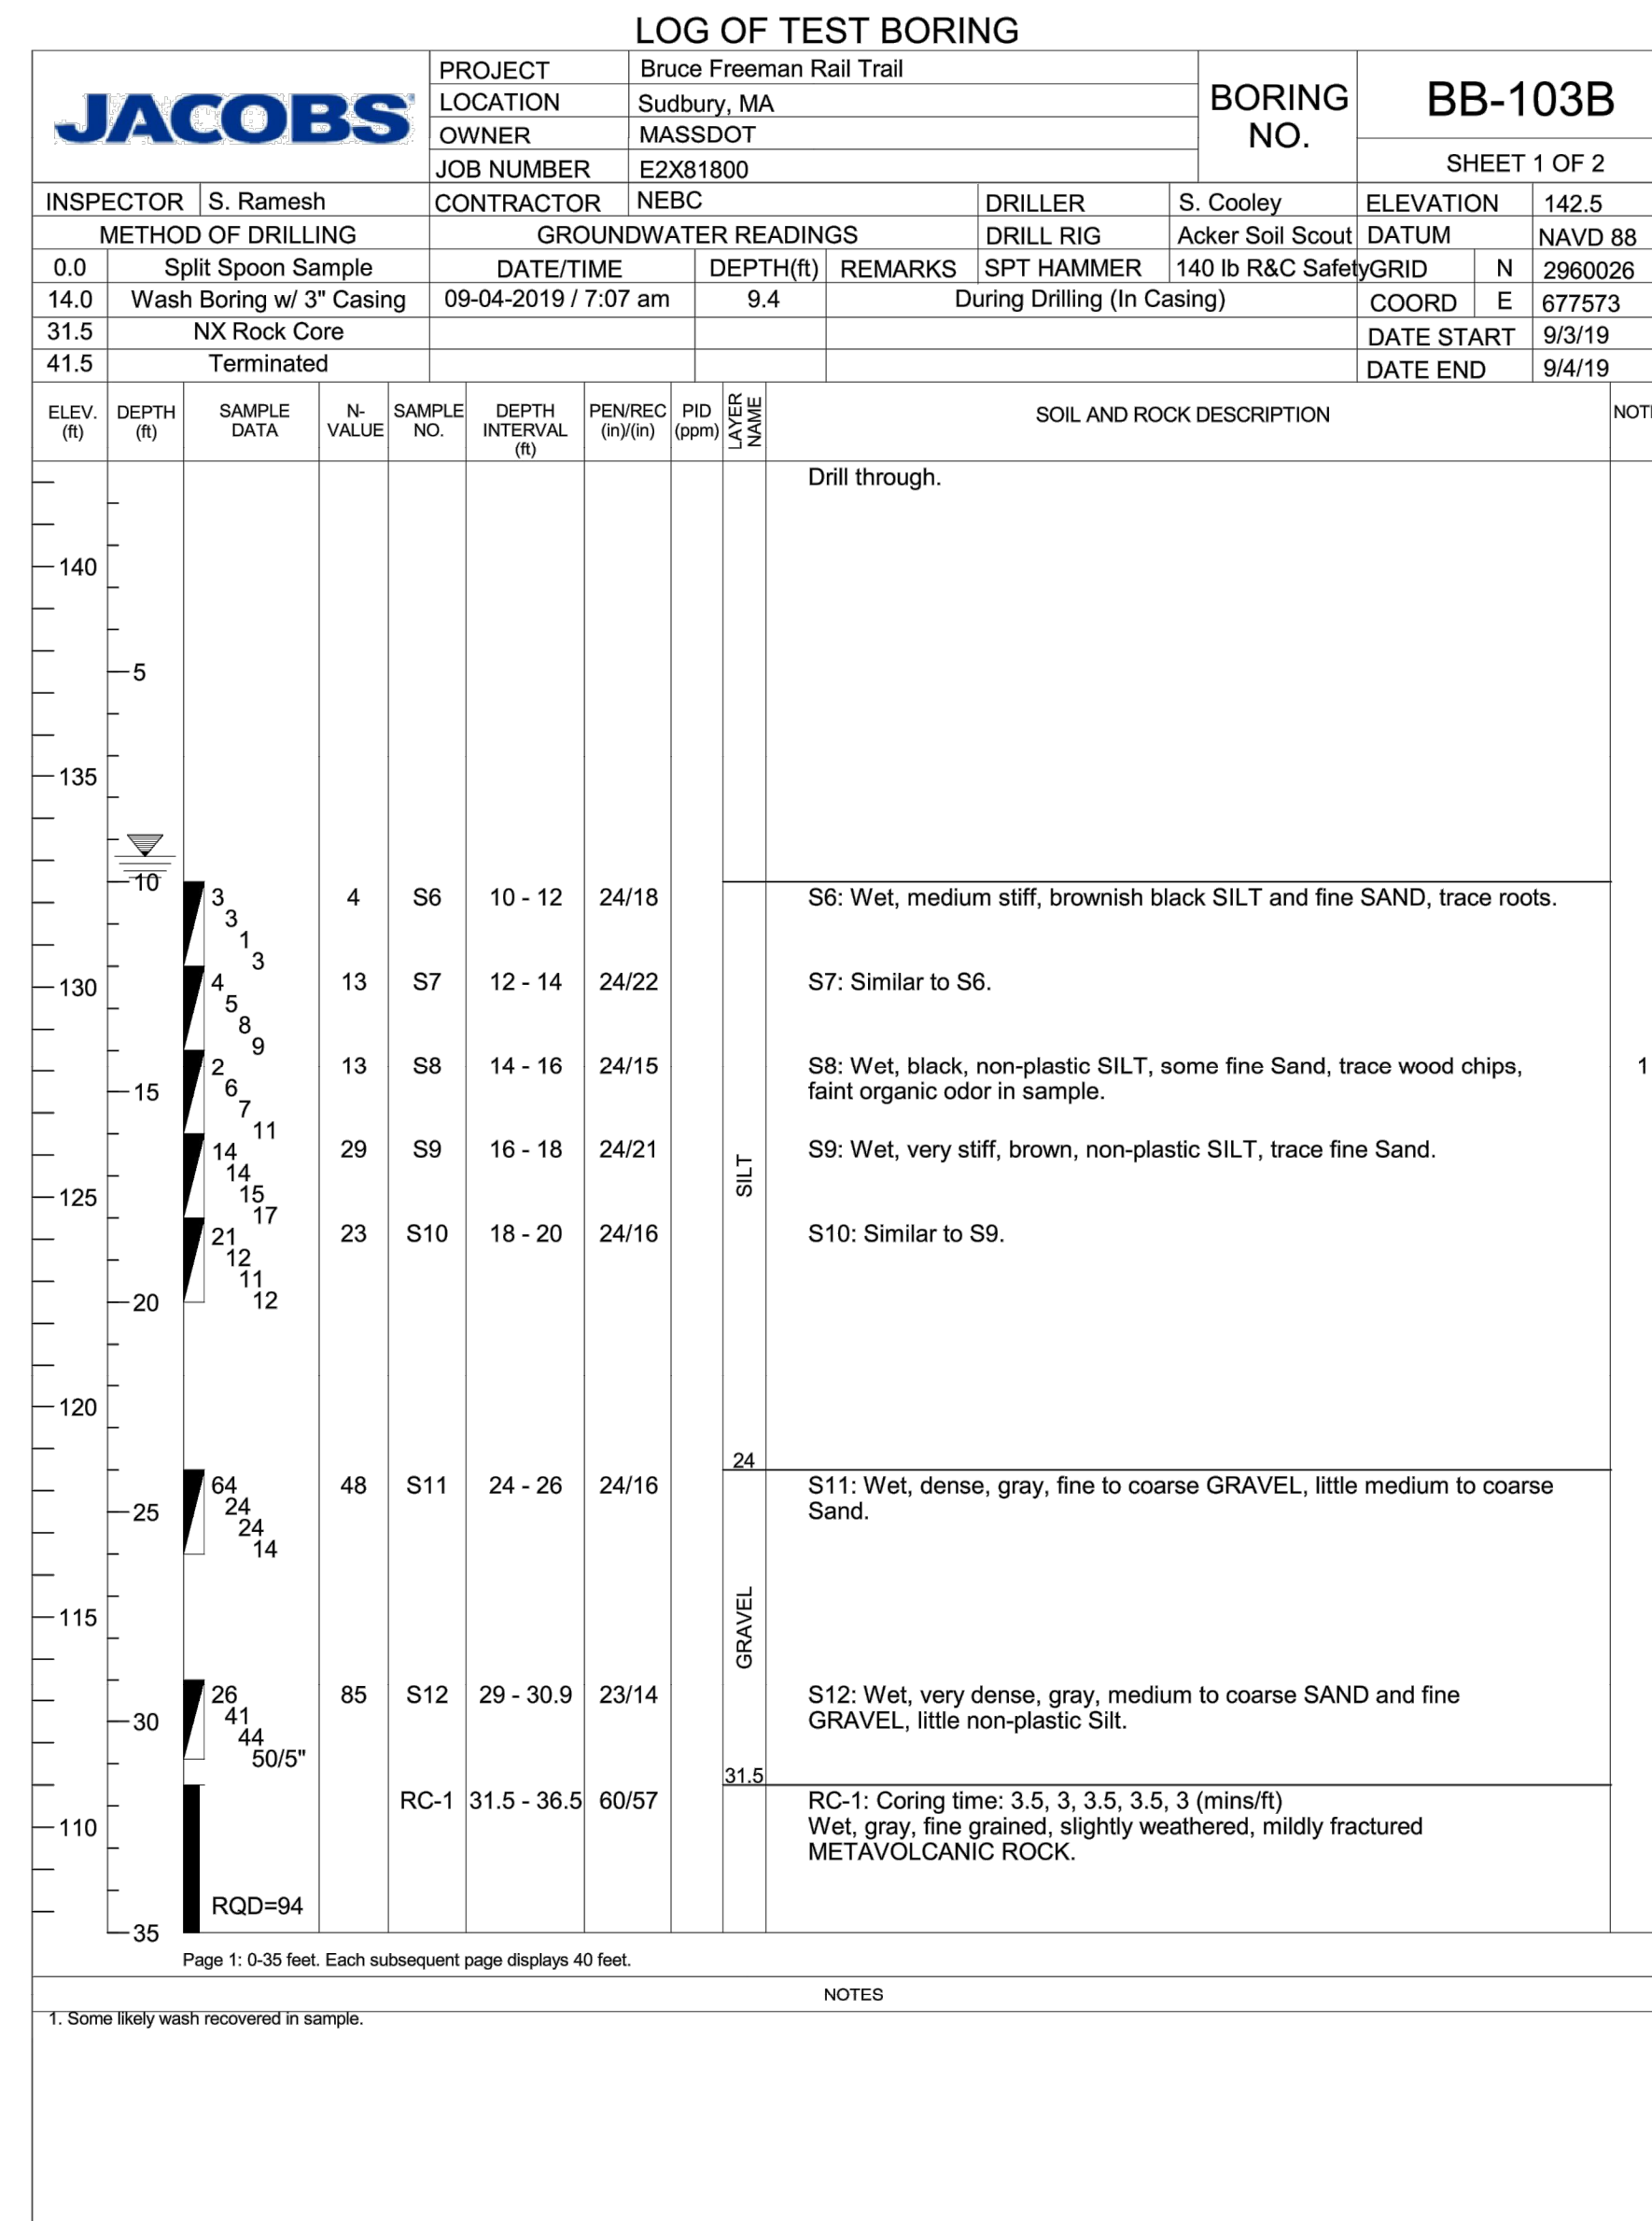 LOG OF TEST BORING
JACOBS
PROJECT Bruce Freeman Rail Trail
LOCATION Sudbury, MA
OWNER MASSDOT
JOB NUMBER E2X81800
BORING NO.
BB-103B
SHEET 1 OF 2
INSPECTOR S. Ramesh CONTRACTOR NEBC DRILLER S. Cooley ELEVATION 142.5
METHOD OF DRILLING GROUNDWATER READINGS DRILL RIG Acker Soil Scout DATUM NAVD 88
0.0 Split Spoon Sample DATE/TIME DEPTH(ft) REMARKS SPT HAMMER 140 lb R&C Safety GRID N 2960026
14.0 Wash Boring w/ 3" Casing 09-04-2019 / 7:07 am 9.4 During Drilling (In Casing) COORD E 677573
31.5 NX Rock Core DATE START 9/3/19
41.5 Terminated DATE END 9/4/19
ELEV. (ft) DEPTH (ft) SAMPLE DATA N-VALUE SAMPLE NO. DEPTH INTERVAL (ft) PEN/REC (in)/(in) PID (ppm) LAYER NAME SOIL AND ROCK DESCRIPTION
Drill through.
140
5
135
10
3 3 1 3 4 S6 10 - 12 24/18 S6: Wet, medium stiff, brownish black SILT and fine SAND, trace roots.
130
4 5 8 9 13 S7 12 - 14 24/22 S7: Similar to S6.
2 6 7 11 13 S8 14 - 16 24/15 S8: Wet, black, non-plastic SILT, some fine Sand, trace wood chips, 1
faint organic odor in sample.
15
14 14 15 17 29 S9 16 - 18 24/21 S9: Wet, very stiff, brown, non-plastic SILT, trace fine Sand.
SILT
125
21 12 11 12 23 S10 18 - 20 24/16 S10: Similar to S9.
20
120
24
64 24 24 14 48 S11 24 - 26 24/16 S11: Wet, dense, gray, fine to coarse GRAVEL, little medium to coarse
Sand.
25
115
GRAVEL
26 41 44 50/5" 85 S12 29 - 30.9 23/14 S12: Wet, very dense, gray, medium to coarse SAND and fine
GRAVEL, little non-plastic Silt.
30
31.5
RC-1 31.5 - 36.5 60/57 RC-1: Coring time: 3.5, 3, 3.5, 3.5, 3 (mins/ft)
110 Wet, gray, fine grained, slightly weathered, mildly fractured
METAVOLCANIC ROCK.
RQD=94
35
Page 1: 0-35 feet. Each subsequent page displays 40 feet.
NOTES
1. Some likely wash recovered in sample.